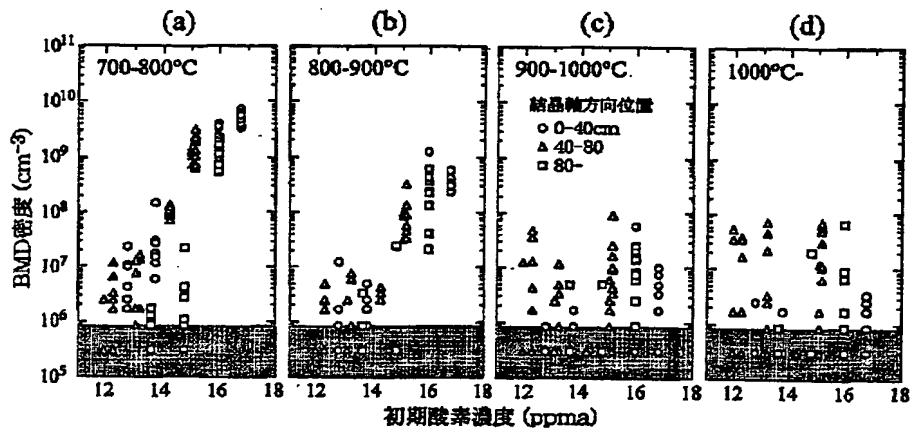 (a) (b) (c) (d)
10¹¹
10¹⁰
10⁹
10⁸
10⁷
10⁶
10⁵
BMD密度 (cm⁻³)
700-800°C
800-900°C
900-1000°C
1000°C-
結晶軸方向位置
○ 0-40cm
△ 40-80
□ 80-
12 14 16 18 12 14 16 18 12 14 16 18 12 14 16 18
初期酸素濃度 (ppma)